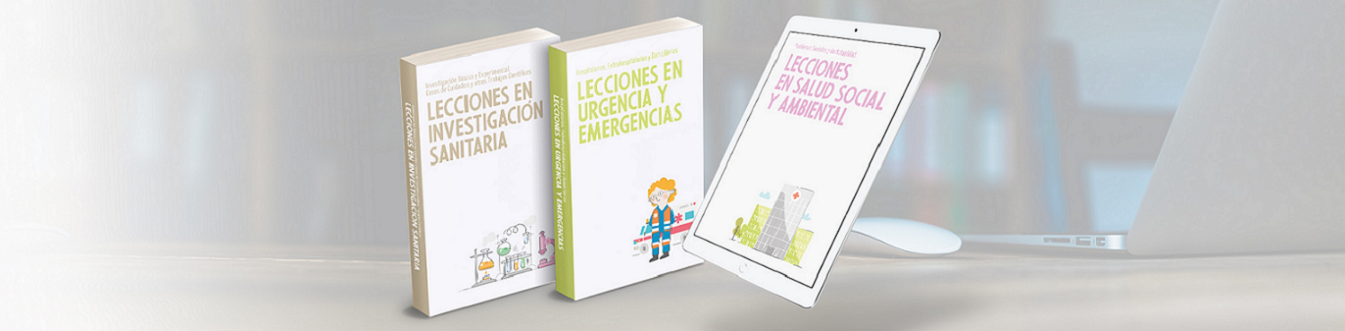 Investigación Básica y Experimental,
Casos de Cuidados y otros Trabajos Científicos
LECCIONES EN
INVESTIGACIÓN
SANITARIA
LECCIONES EN INVESTIGACIÓN SANITARIA
LECCIONES EN
URGENCIA Y
EMERGENCIAS
LECCIONES EN URGENCIA Y EMERGENCIAS
LECCIONES
EN SALUD SOCIAL
Y AMBIENTAL